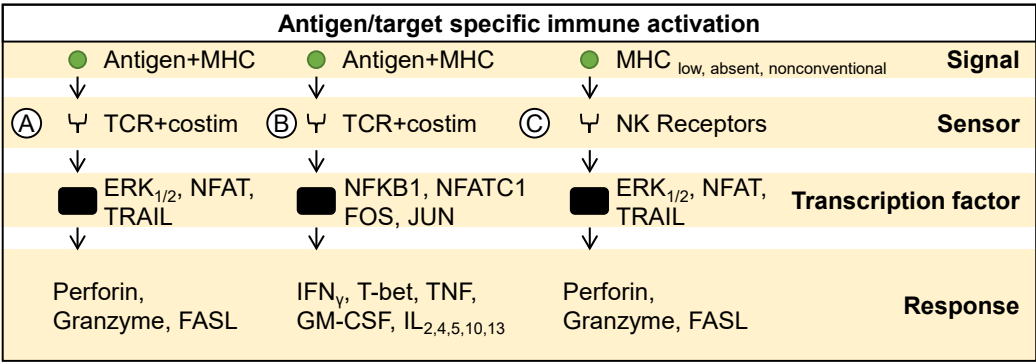 Antigen/target specific immune activation
Antigen+MHC Antigen+MHC MHC low, absent, nonconventional Signal
A TCR+costim B TCR+costim C NK Receptors Sensor
ERK1/2, NFAT, NFKB1, NFATC1 ERK1/2, NFAT, Transcription factor
TRAIL FOS, JUN TRAIL
Perforin, IFNγ, T-bet, TNF, Perforin, Response
Granzyme, FASL GM-CSF, IL2,4,5,10,13 Granzyme, FASL